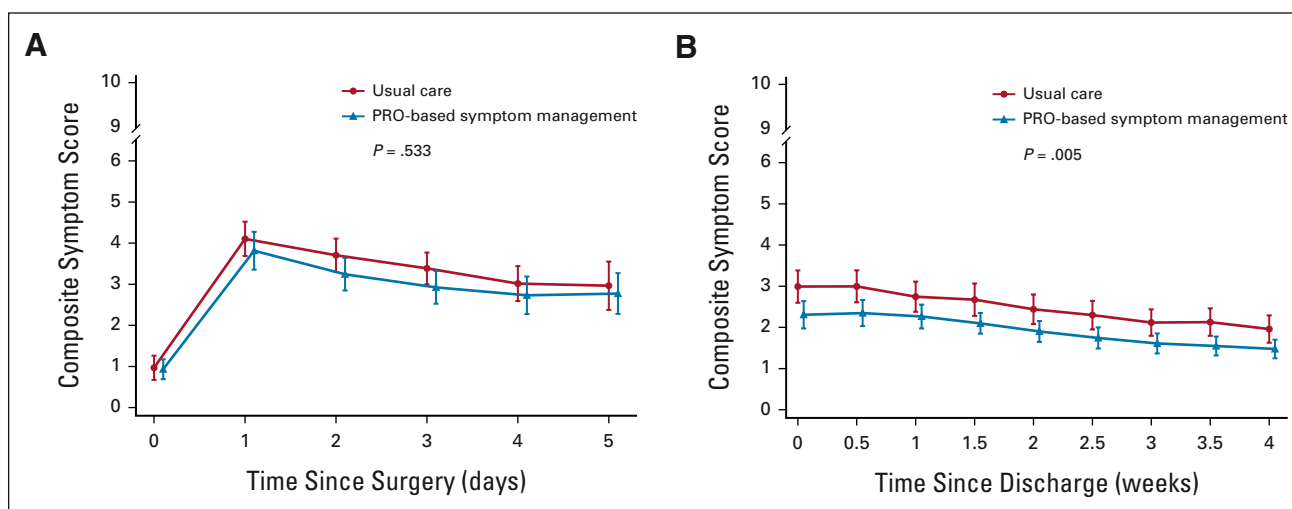 A
Composite Symptom Score
10
9
6
5
4
3
2
1
0
Usual care
PRO-based symptom management
P = .533
0 1 2 3 4 5
Time Since Surgery (days)
B
Composite Symptom Score
10
9
6
5
4
3
2
1
0
Usual care
PRO-based symptom management
P = .005
0 0.5 1 1.5 2 2.5 3 3.5 4
Time Since Discharge (weeks)